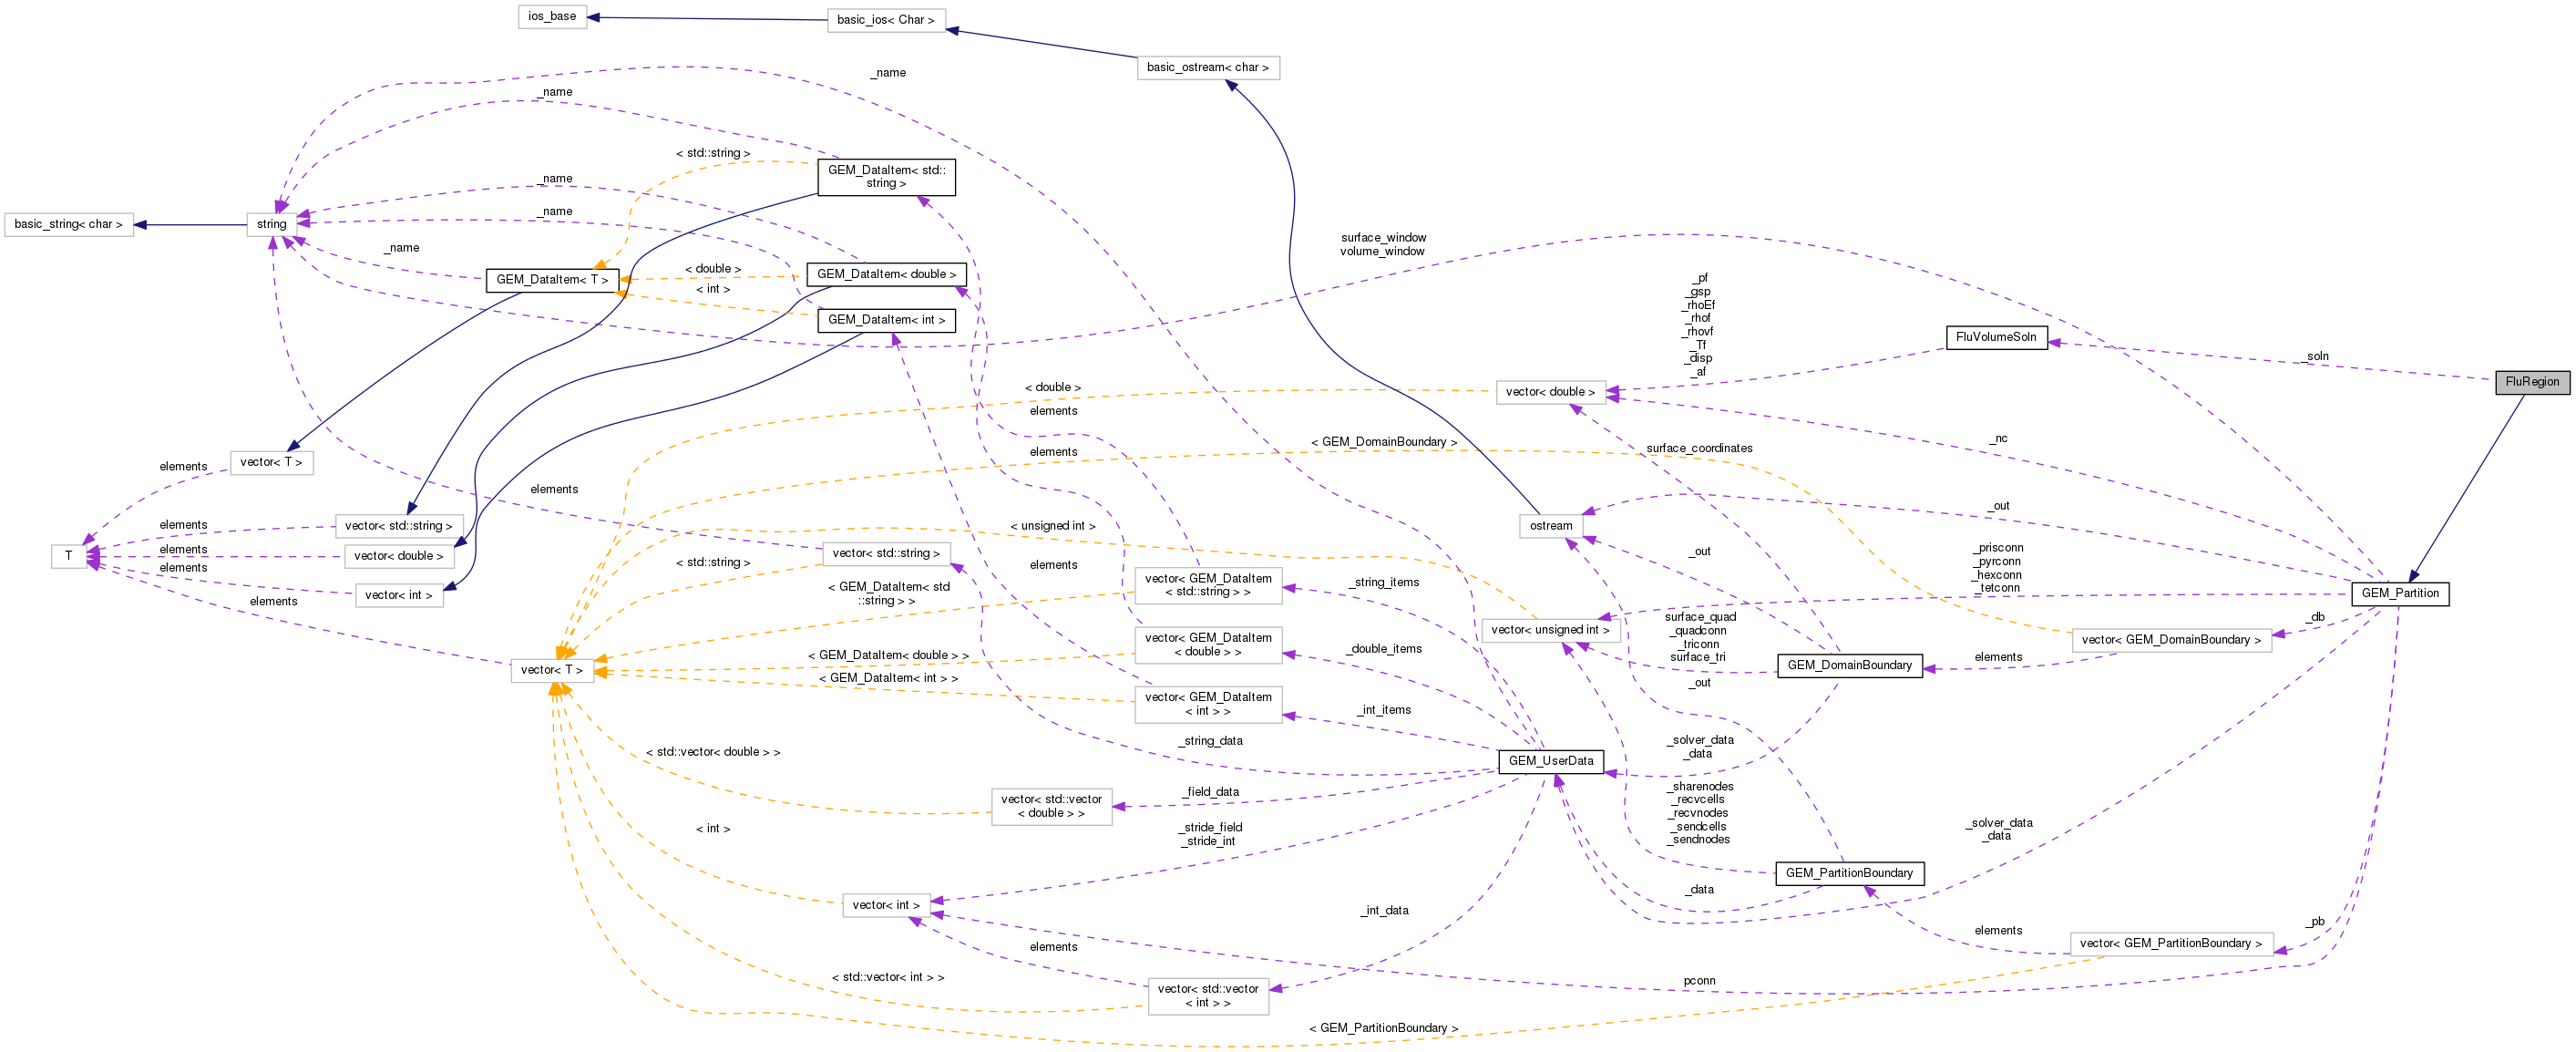 ios_base
basic_ios< Char >
basic_ostream< char >
_name
_name
< std::string >
GEM_DataItem< std::
string >
_name
_name
basic_string< char >
string
_name
GEM_DataItem< T >
< double >
< int >
GEM_DataItem< double >
GEM_DataItem< int >
surface_window
volume_window
_pf
_gsp
_rhoEf
_rhof
_rhovf
_Tf
_disp
_af
FluVolumeSoln
_soln
FluRegion
< double >
elements
vector< double >
vector< T >
elements
elements
< GEM_DomainBoundary >
elements
surface_coordinates
_nc
elements
vector< std::string >
elements
vector< double >
elements
vector< int >
T
elements
vector< std::string >
< std::string >
< unsigned int >
elements
ostream
_out
_out
_prisconn
_pyrconn
_hexconn
_tetconn
GEM_Partition
< GEM_DataItem< std
::string > >
vector< GEM_DataItem
< std::string > >
_string_items
vector< unsigned int >
surface_quad
_quadconn
_triconn
surface_tri
_db
vector< GEM_DomainBoundary >
elements
GEM_DomainBoundary
vector< T >
< GEM_DataItem< double > >
vector< GEM_DataItem
< double > >
_double_items
< GEM_DataItem< int > >
vector< GEM_DataItem
< int > >
_int_items
_out
_string_data
GEM_UserData
_solver_data
_data
< std::vector< double > >
vector< std::vector
< double > >
_field_data
_sharenodes
_recvcells
_recvnodes
_sendcells
_sendnodes
< int >
_stride_field
_stride_int
_solver_data
_data
GEM_PartitionBoundary
_data
vector< int >
_int_data
elements
_pb
vector< GEM_PartitionBoundary >
elements
< std::vector< int > >
vector< std::vector
< int > >
pconn
< GEM_PartitionBoundary >